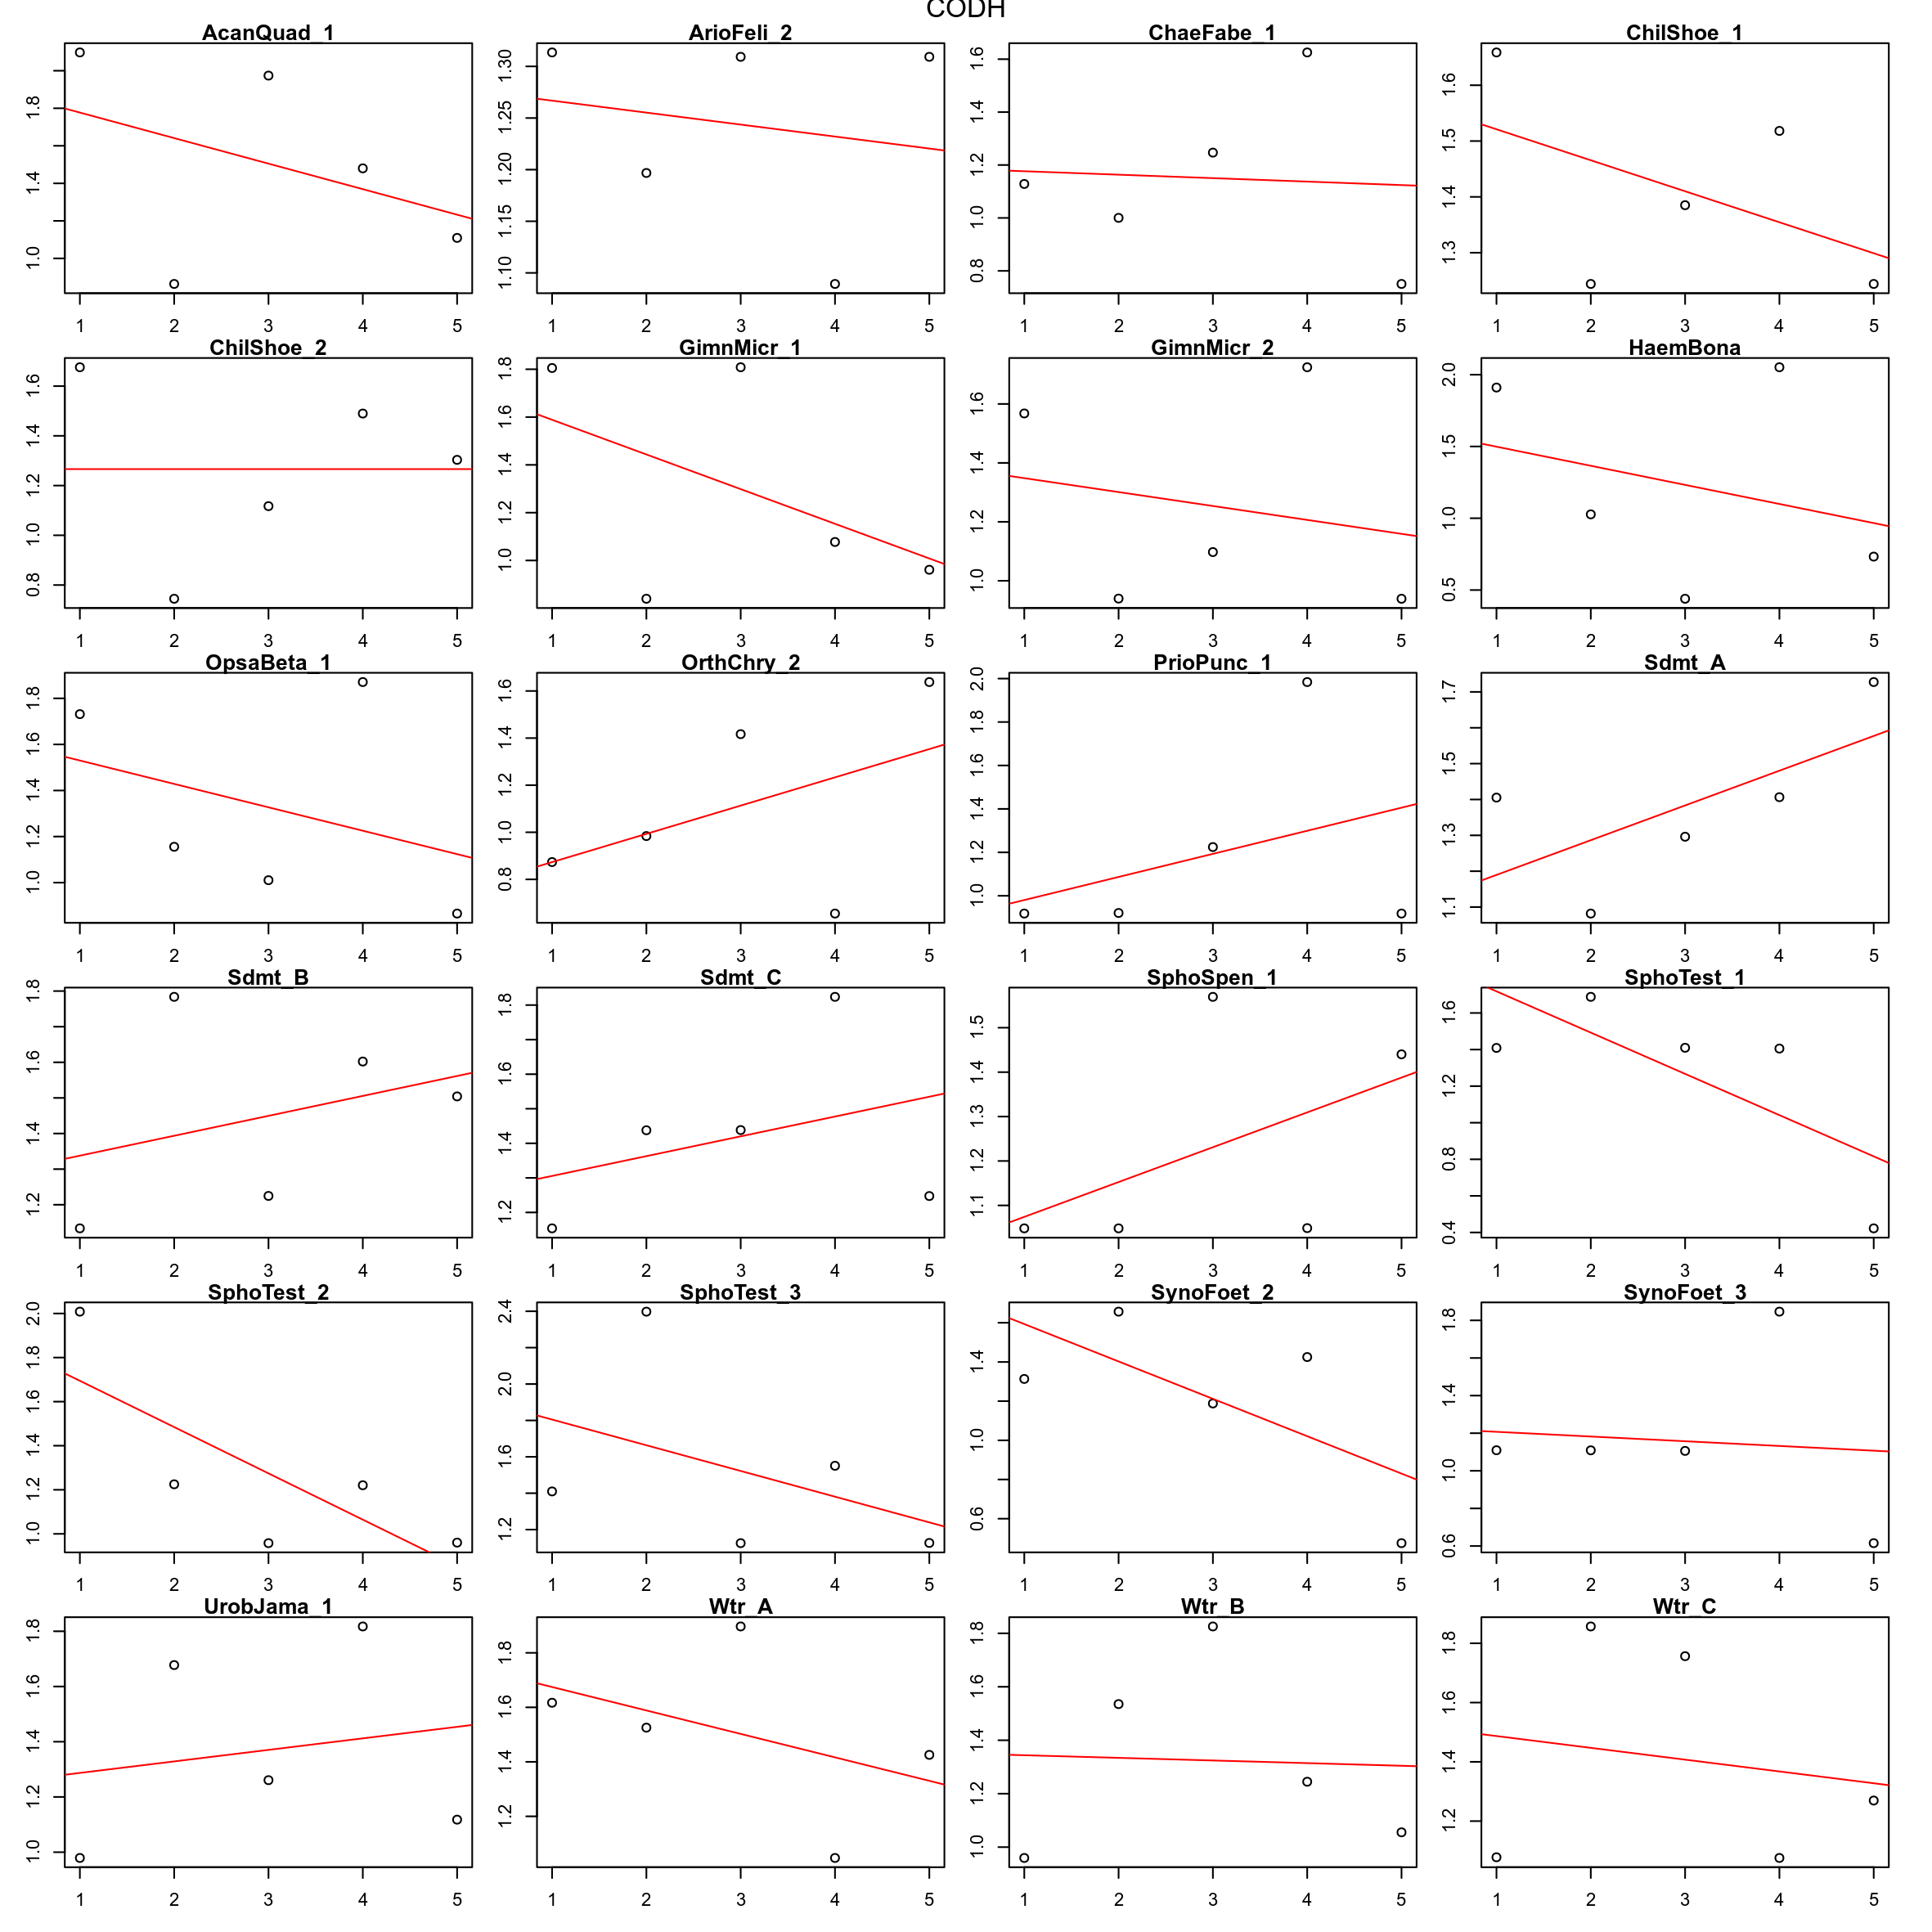 CODH
AcanQuad_1 ArioFeli_2 ChaeFabe_1 ChilShoe_1
1.0 1.4 1.8 1.10 1.15 1.20 1.25 1.30 0.8 1.0 1.2 1.4 1.6 1.3 1.4 1.5 1.6
1 2 3 4 5 1 2 3 4 5 1 2 3 4 5 1 2 3 4 5
ChilShoe_2 GimnMicr_1 GimnMicr_2 HaemBona
0.8 1.0 1.2 1.4 1.6 1.0 1.2 1.4 1.6 1.8 1.0 1.2 1.4 1.6 0.5 1.0 1.5 2.0
1 2 3 4 5 1 2 3 4 5 1 2 3 4 5 1 2 3 4 5
OpsaBeta_1 OrthChry_2 PrioPunc_1 Sdmt_A
1.0 1.2 1.4 1.6 1.8 0.8 1.0 1.2 1.4 1.6 1.0 1.2 1.4 1.6 1.8 2.0 1.1 1.3 1.5 1.7
1 2 3 4 5 1 2 3 4 5 1 2 3 4 5 1 2 3 4 5
Sdmt_B Sdmt_C SphoSpen_1 SphoTest_1
1.2 1.4 1.6 1.8 1.2 1.4 1.6 1.8 1.1 1.2 1.3 1.4 1.5 0.4 0.8 1.2 1.6
1 2 3 4 5 1 2 3 4 5 1 2 3 4 5 1 2 3 4 5
SphoTest_2 SphoTest_3 SynoFoet_2 SynoFoet_3
1.0 1.2 1.4 1.6 1.8 2.0 1.2 1.6 2.0 2.4 0.6 1.0 1.4 0.6 1.0 1.4 1.8
1 2 3 4 5 1 2 3 4 5 1 2 3 4 5 1 2 3 4 5
UrobJama_1 Wtr_A Wtr_B Wtr_C
1.0 1.2 1.4 1.6 1.8 1.2 1.4 1.6 1.8 1.0 1.2 1.4 1.6 1.8 1.2 1.4 1.6 1.8
1 2 3 4 5 1 2 3 4 5 1 2 3 4 5 1 2 3 4 5